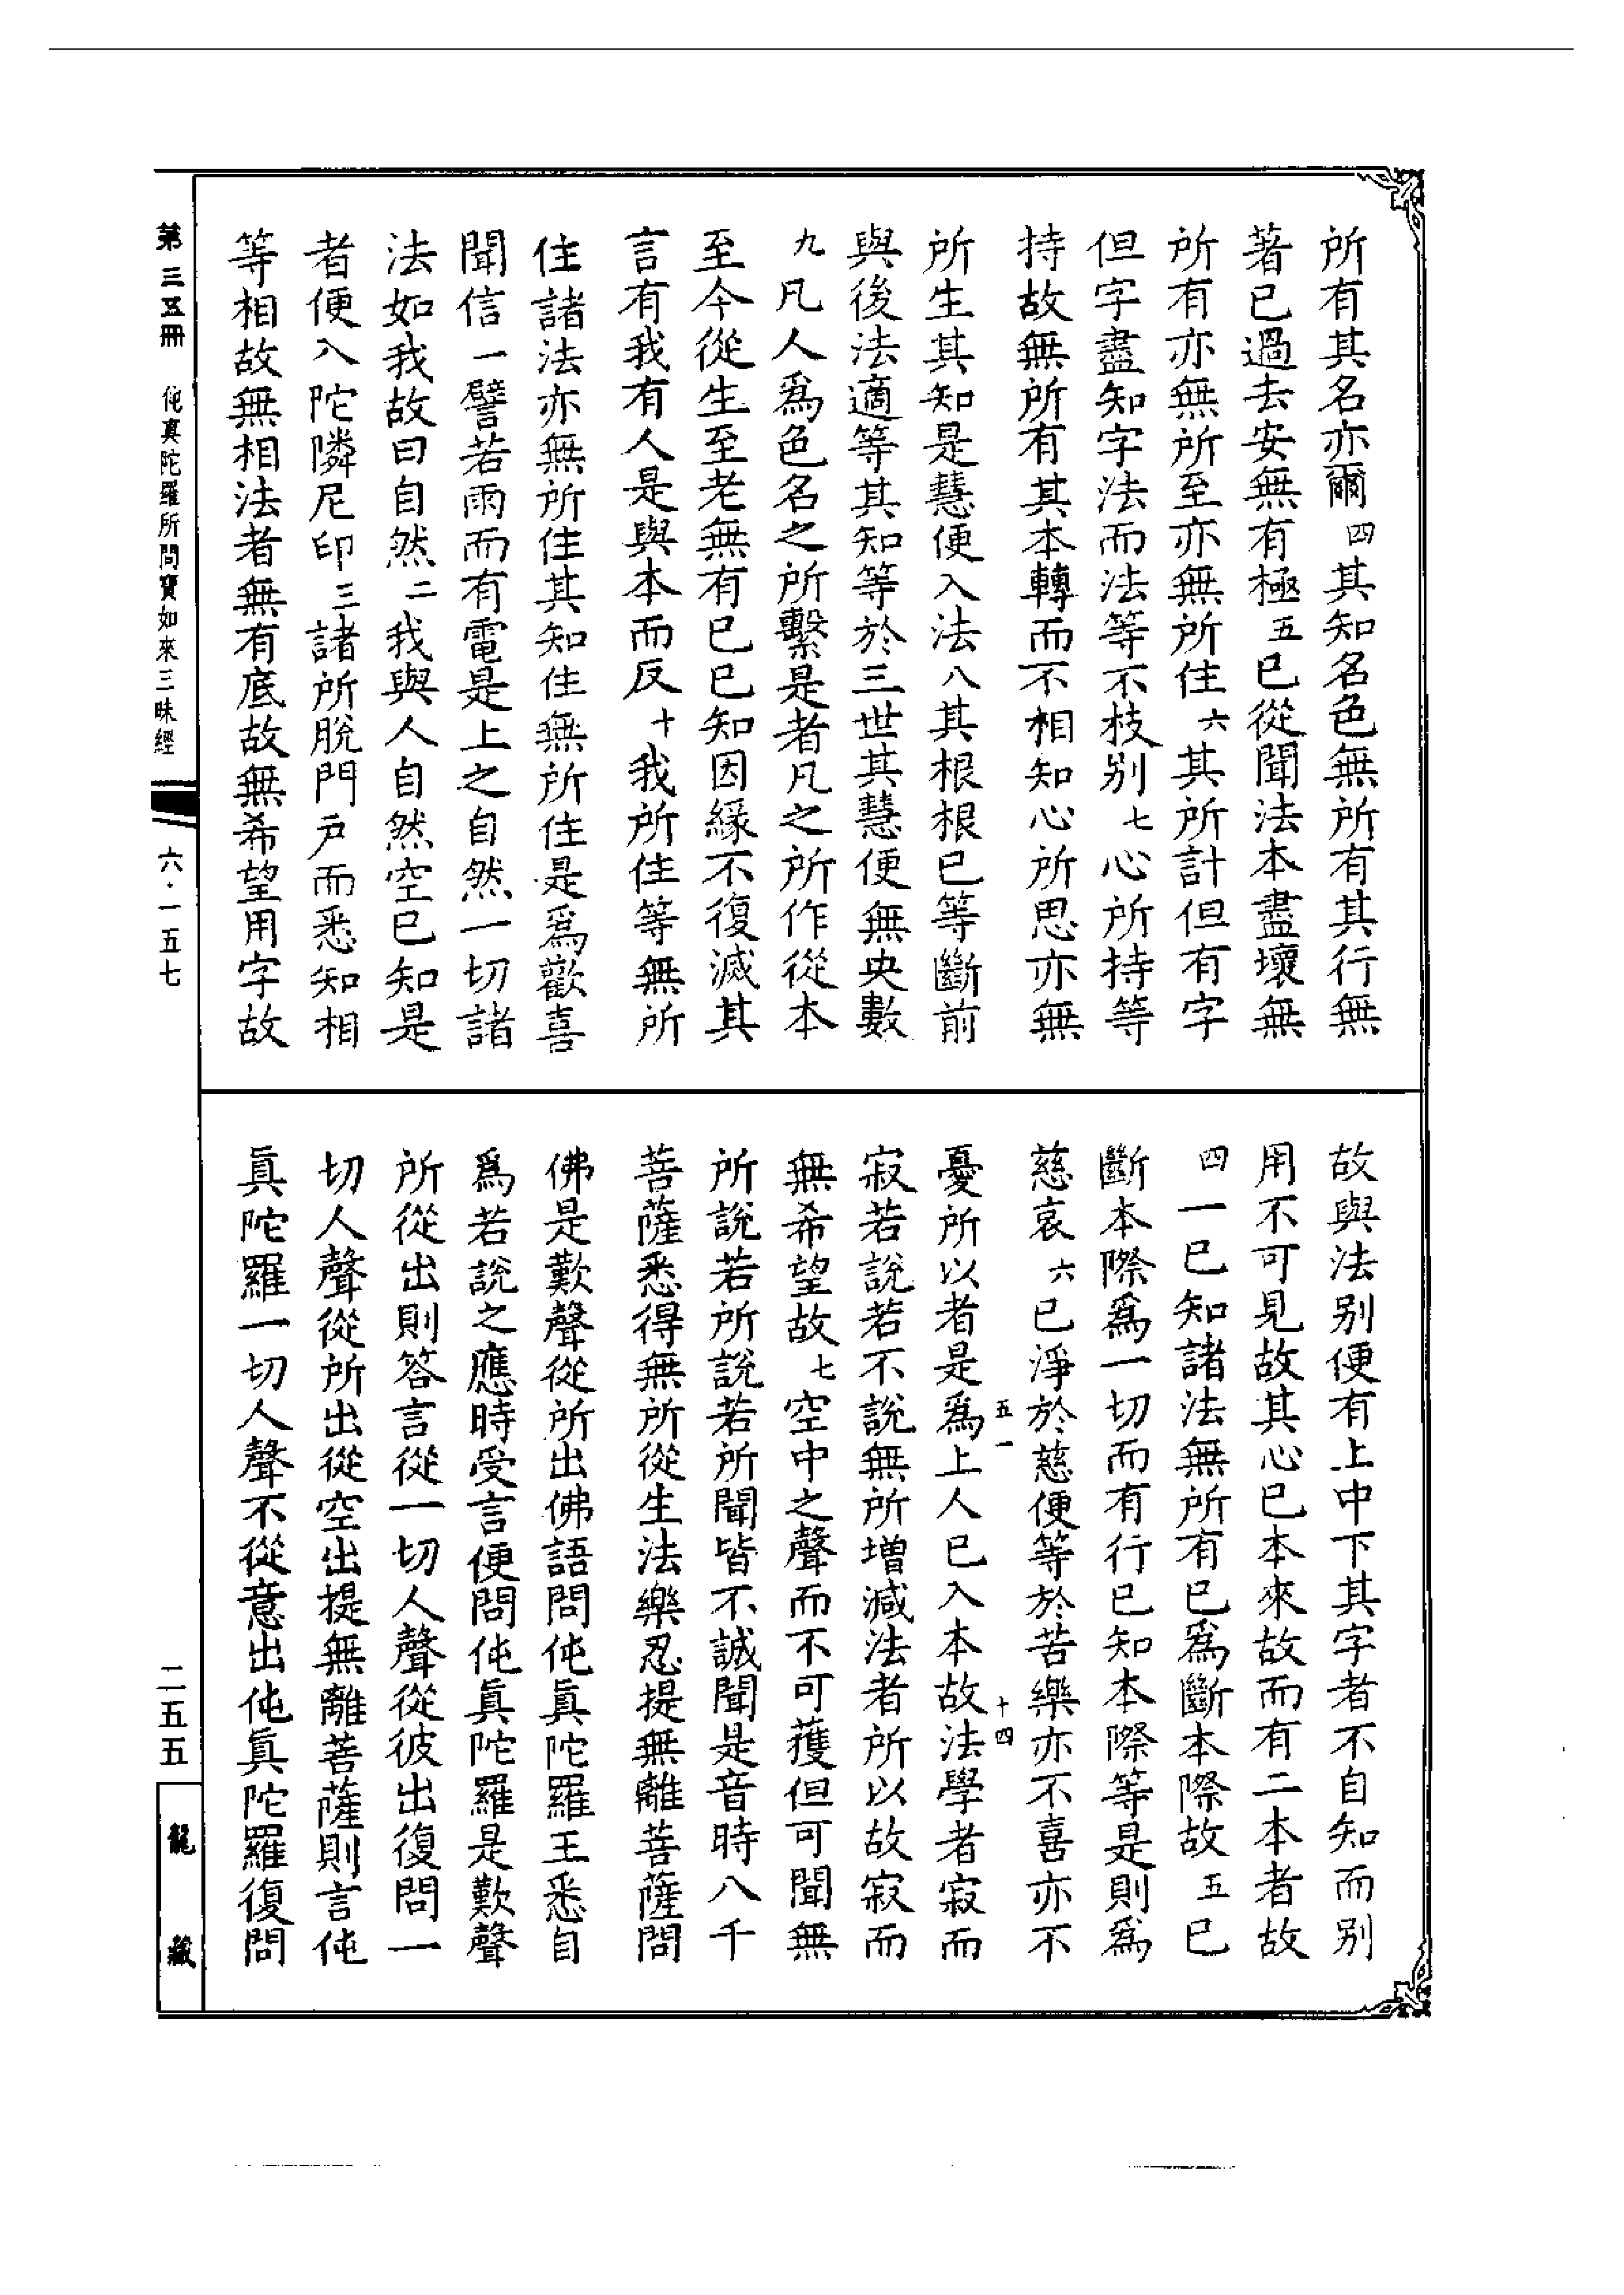 所有其名亦爾四其知名色無所有其行無
著已過去安無有極五已從聞法本盡壞無
所有亦無所至亦無所住六其所計但有字
但字盡知字法而法等不枝别七心所持等
持故無所有其本轉而不相知心所思亦無
所生其知是慧便入法八其根根已等斷前
與後法適等其知等於三世其慧便無央數
九凡人爲色名之所繫是者凡之所作從本
至今從生至老無有已已知因緣不復滅其
言有我有人是與本而反十我所住等無所
住諸法亦無所住其知住無所住是爲歡喜
聞信一譬若雨而有電是上之自然一切諸
法如我故曰自然二我與人自然空已知是
者便入陀隣尼印三諸所脫門户而悉知相
等相故無相法者無有底故無希望用字故
故與法别便有上中下其字者不自知而别
用不可見故其心已本來故而有二本者故
四一已知諸法無所有已爲斷本際故五已
斷本際爲一切而有行已知本際等是則爲
慈哀六已淨於慈便等於苦樂亦不喜亦不
五一 十四
憂所以者是爲上人已入本故法學者寂而
寂若說若不說無所增減法者所以故寂而
無希望故七空中之聲而不可獲但可聞無
所說若所說若所聞皆不誠聞是音時八千
菩薩悉得無所從生法樂忍提無離菩薩問
佛是歎聲從所出佛語問伅眞陀羅王悉自
爲若說之應時受言便問伅眞陀羅是歎聲
所從出則答言從一切人聲從彼出復問一
切人聲從所出從空出提無離菩薩則言伅
眞陀羅一切人聲不從意出伅眞陀羅復問
第三五冊 伅真陀羅所問寶如來三昧經 六·一五七
二五五 龍藏